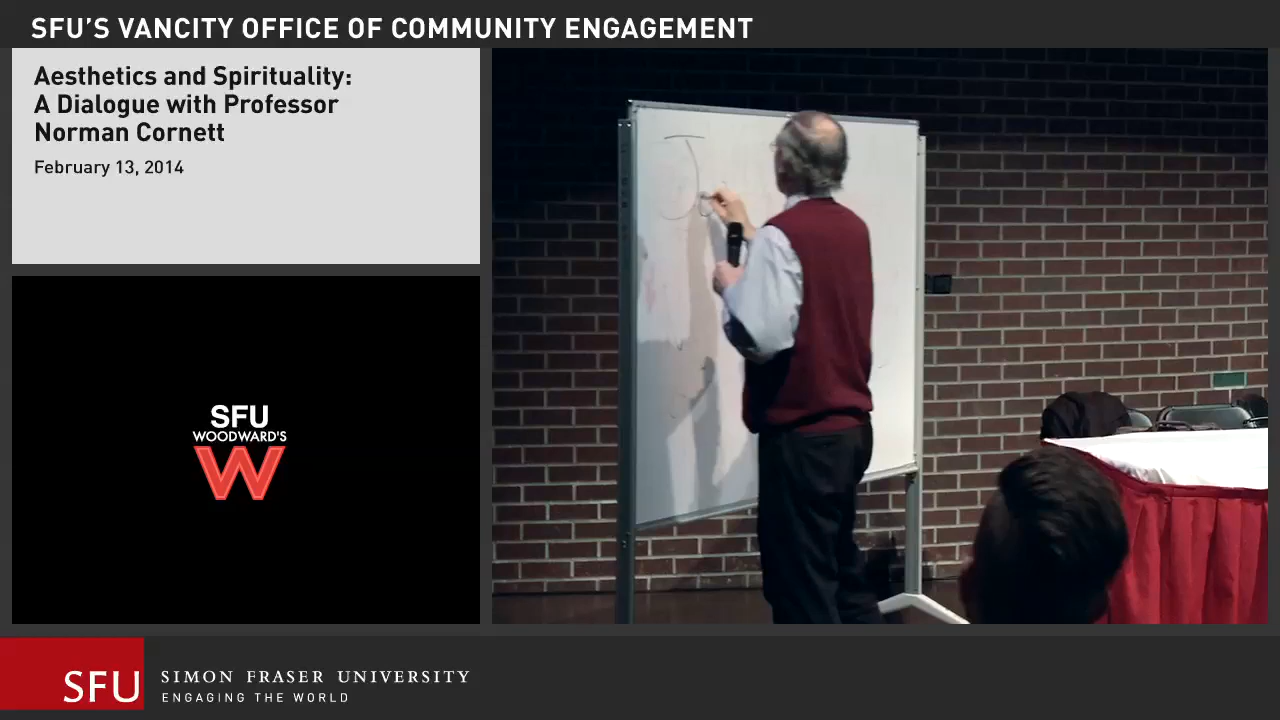 SFU'S VANCITY OFFICE OF COMMUNITY ENGAGEMENT
Aesthetics and Spirituality:
A Dialogue with Professor
Norman Cornett
February 13, 2014
SFU
WOODWARD'S
W
SFU
SIMON FRASER UNIVERSITY
ENGAGING THE WORLD